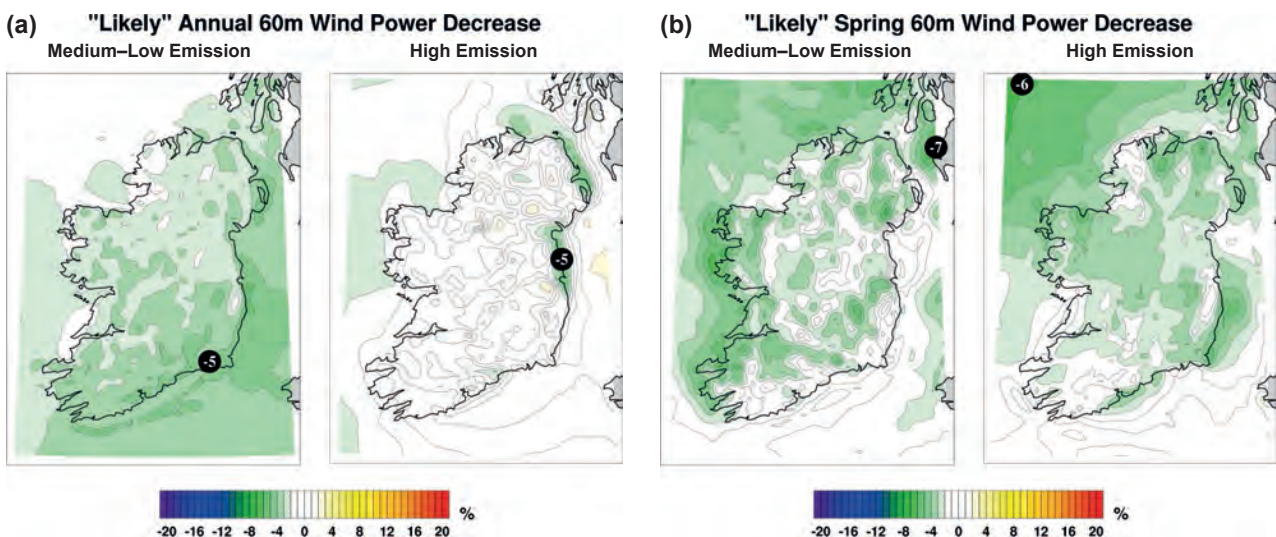 (a) "Likely" Annual 60m Wind Power Decrease
Medium–Low Emission High Emission
-5
-5
-20 -16 -12 -8 -4 0 4 8 12 16 20 %
(b) "Likely" Spring 60m Wind Power Decrease
Medium–Low Emission High Emission
-6
-7
-20 -16 -12 -8 -4 0 4 8 12 16 20 %